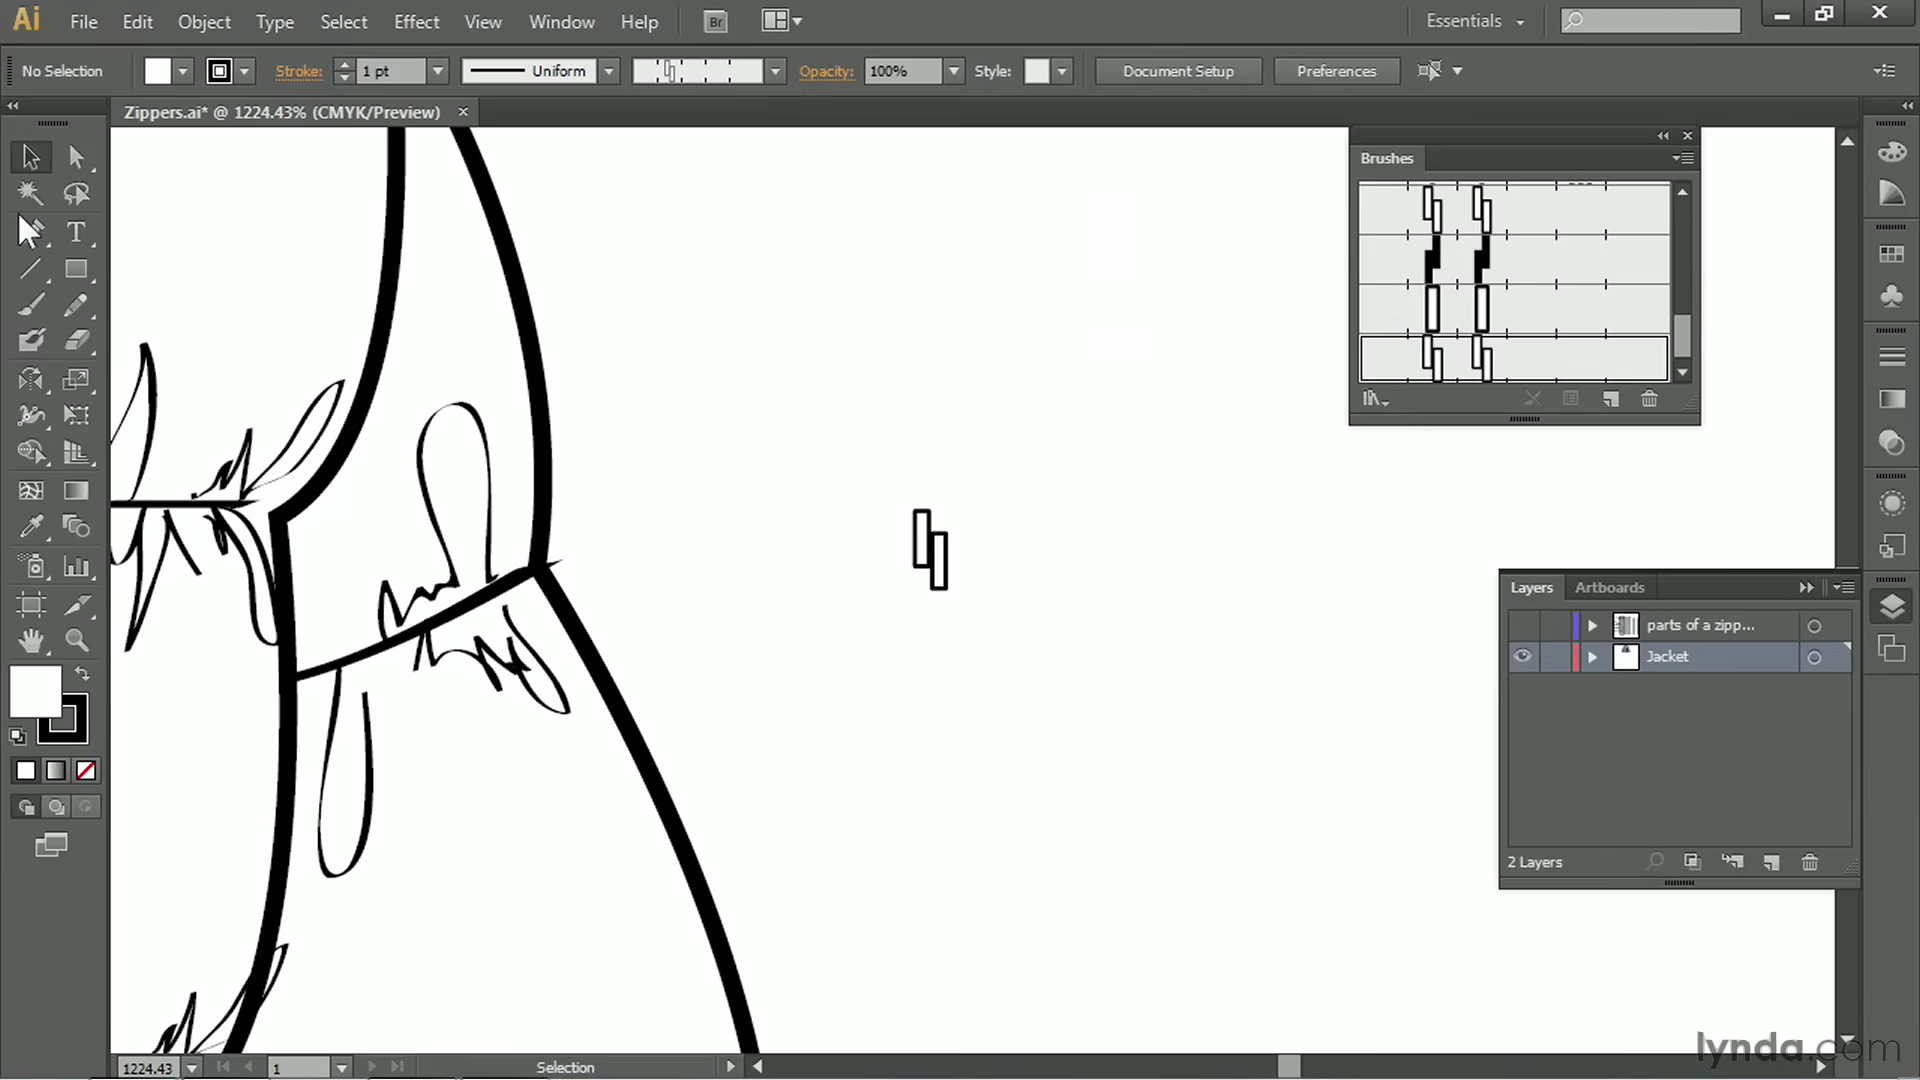 Ai File Edit Object Type Select Effect View Window Help Br Essentials
No Selection Stroke: 1 pt Uniform Opacity: 100% Style: Document Setup Preferences
Zippers.ai* @ 1224.43% (CMYK/Preview)
Brushes
T
Layers Artboards
parts of a zipp...
Jacket
2 Layers
lynda.com
1224.43 1 Selection